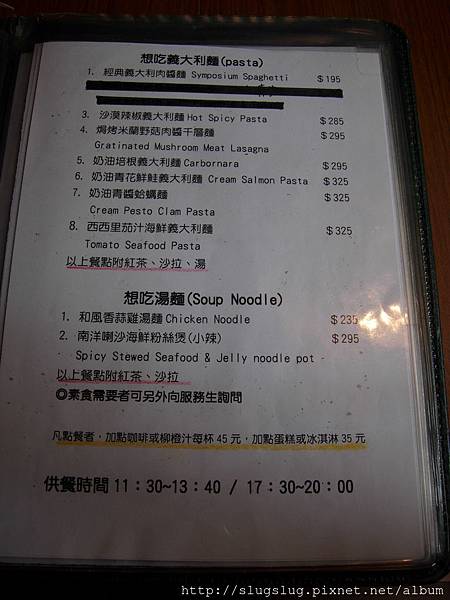 想吃義大利麵(pasta)
1. 經典義大利肉醬麵 Symposium Spaghetti $195
3. 沙漠辣椒義大利麵 Hot Spicy Pasta $285
4. 焗烤米蘭野菇肉醬千層麵 $295
Gratinated Mushroom Meat Lasagna
5. 奶油培根義大利麵 Carbornara $295
6. 奶油青花鮮鮭義大利麵 Cream Salmon Pasta $325
7. 奶油青醬蛤蠣麵 $325
Cream Pesto Clam Pasta
8. 西西里茄汁海鮮義大利麵 $325
Tomato Seafood Pasta
以上餐點附紅茶、沙拉、湯
想吃湯麵(Soup Noodle)
1. 和風香蒜雞湯麵 Chicken Noodle $235
2. 南洋喇沙海鮮粉絲煲(小辣) $295
Spicy Stewed Seafood & Jelly noodle pot
以上餐點附紅茶、沙拉
◎素食需要者可另外向服務生詢問
凡點餐者，加點咖啡或柳橙汁每杯 45 元，加點蛋糕或冰淇淋 35 元
供餐時間 11：30~13：40 / 17：30~20：00
http://slugslug.pixnet.net/album